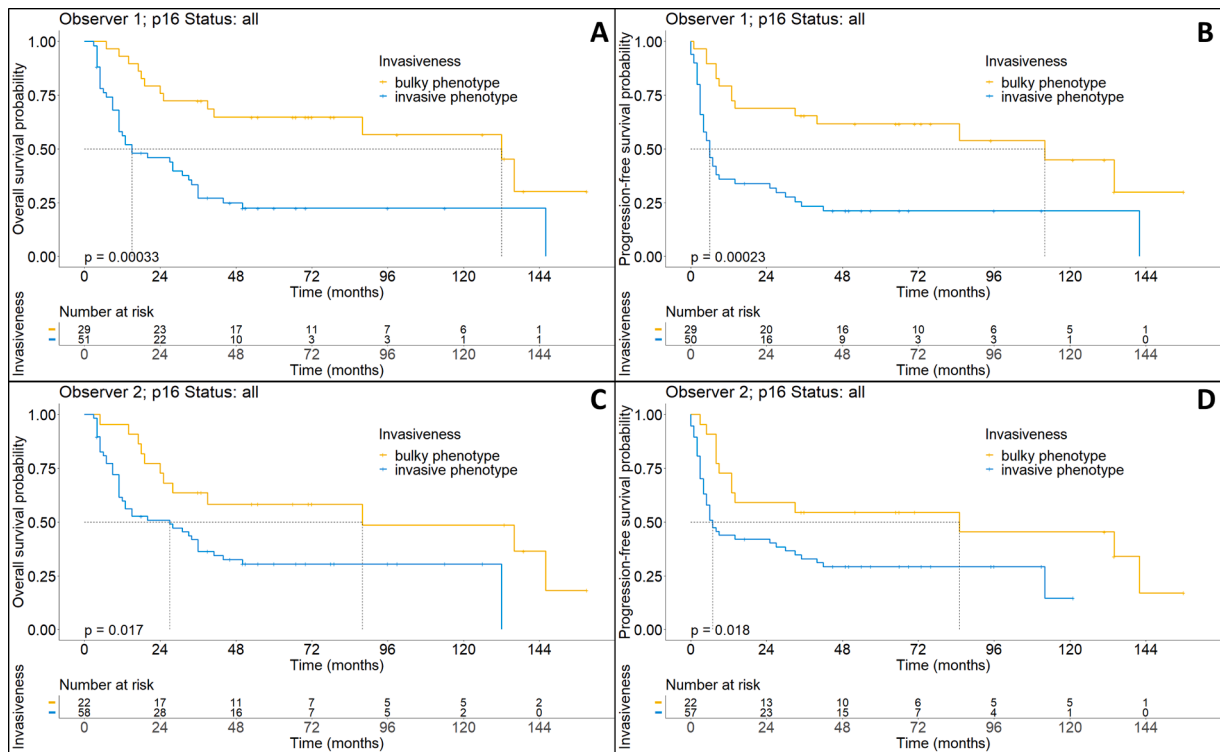 Observer 1; p16 Status: all
A
Overall survival probability
1.00
0.75
0.50
0.25
0.00
Invasiveness
bulky phenotype
invasive phenotype
p = 0.00033
0 24 48 72 96 120 144
Time (months)
Invasiveness
Number at risk
29 23 17 11 7 6 1
51 22 10 3 3 1 1
0 24 48 72 96 120 144
Time (months)
Observer 1; p16 Status: all
B
Progression-free survival probability
1.00
0.75
0.50
0.25
0.00
Invasiveness
bulky phenotype
invasive phenotype
p = 0.00023
0 24 48 72 96 120 144
Time (months)
Invasiveness
Number at risk
29 20 16 10 6 5 1
50 16 9 3 3 1 0
0 24 48 72 96 120 144
Time (months)
Observer 2; p16 Status: all
C
Overall survival probability
1.00
0.75
0.50
0.25
0.00
Invasiveness
bulky phenotype
invasive phenotype
p = 0.017
0 24 48 72 96 120 144
Time (months)
Invasiveness
Number at risk
22 17 11 7 5 5 2
58 28 16 7 5 2 0
0 24 48 72 96 120 144
Time (months)
Observer 2; p16 Status: all
D
Progression-free survival probability
1.00
0.75
0.50
0.25
0.00
Invasiveness
bulky phenotype
invasive phenotype
p = 0.018
0 24 48 72 96 120 144
Time (months)
Invasiveness
Number at risk
22 13 10 6 5 5 1
57 23 15 7 4 1 0
0 24 48 72 96 120 144
Time (months)